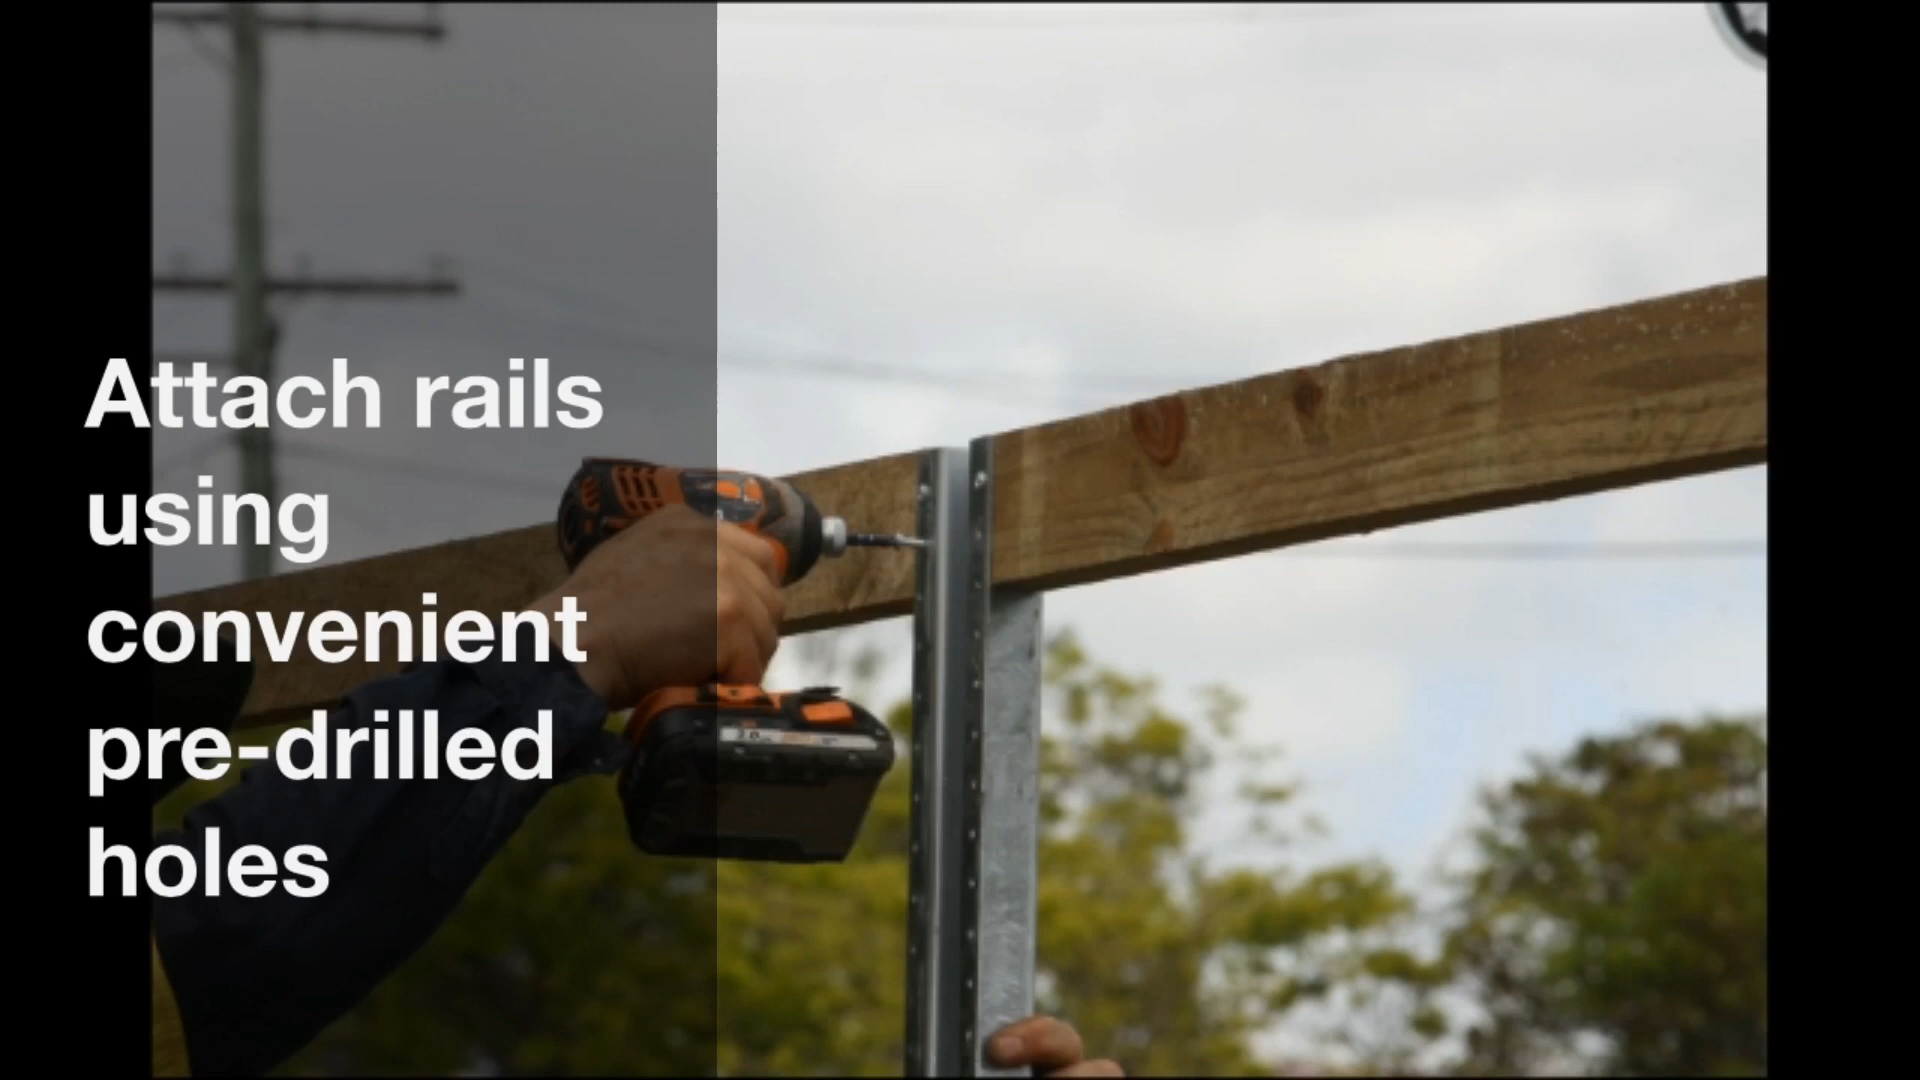 Attach rails
using
convenient
pre-drilled
holes